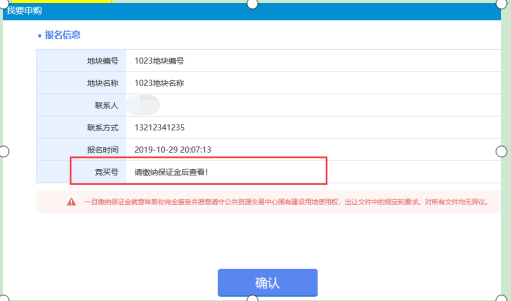 我要申购
报名信息
地块编号 1023地块编号
地块名称 1023地块名称
联系人
联系方式 13212341235
报名时间 2019-10-29 20:07:13
竞买号 请缴纳保证金后查看!
一旦缴纳保证金就意味着你完全接受并愿意遵守公共资源交易中心国有建设用地使用权，出让文件中的规定和要求。对所有文件均无异议。
确认